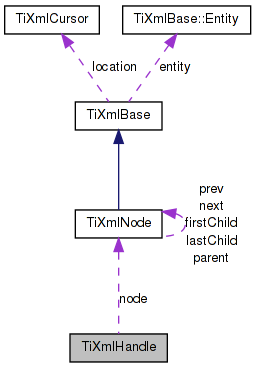 TiXmlCursor
TiXmlBase::Entity
location
entity
TiXmlBase
prev
next
firstChild
lastChild
parent
TiXmlNode
node
TiXmlHandle